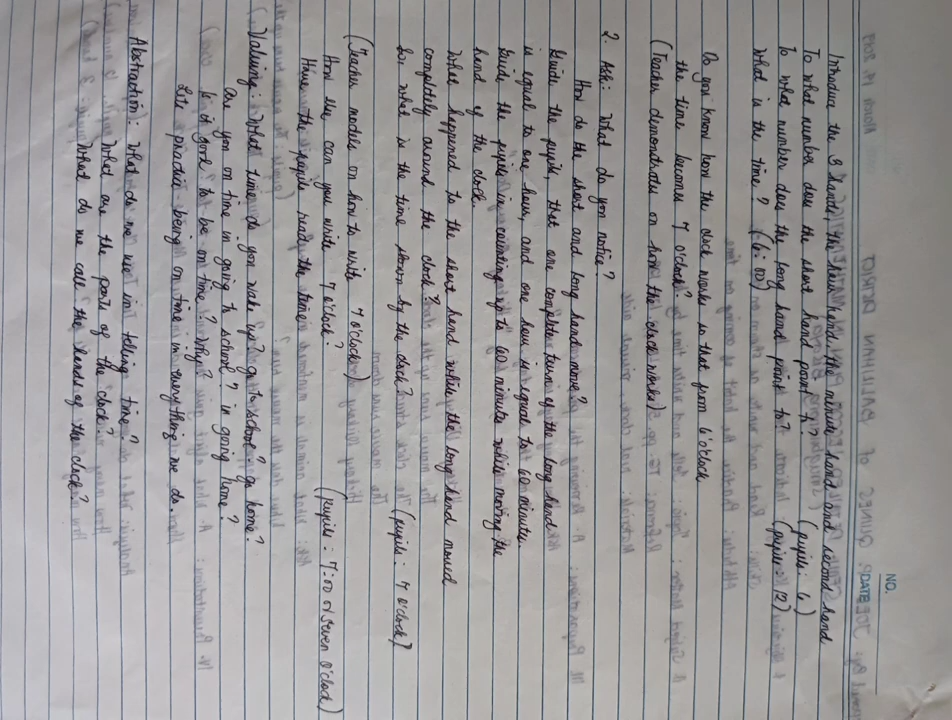 NO.
DATE
Introduce the 3 hands, the hour hand, the minute hand and second hand
To what number does the short hand point to? (pupils: 6)
To what number does the long hand point to? (pupils: 12)
What is the time? (6:00)
Do you know how the clock works so that from 6 o'clock
the time becomes 7 o'clock?
(Teacher demonstrates on how the clock works)
2. Ask: What do you notice?
How do the short and long hand move?
Guide the pupils, that one complete turn of the long hand
is equal to one hour, and one hour is equal to 60 minutes.
Guide the pupils in counting up to 60 minutes while moving the
hand of the clock.
What happened to the short hand while the long hand moved
completely around the clock?
So, what is the time shown by the clock? (pupils: 7 o'clock)
(Teacher models on how to write 7 o'clock)
How else can you write 7 o'clock? (pupils: 7:00 or seven o'clock)
Have the pupils read the time.
Valuing: What time do you wake up? go to school? go home?
Are you on time in going to school? in going home?
Is it good to be on time? Why?
Let's practice being on time in everything we do.
Abstraction: What do we use in telling time?
What are the parts of the clock?
What do we call the hands of the clock?